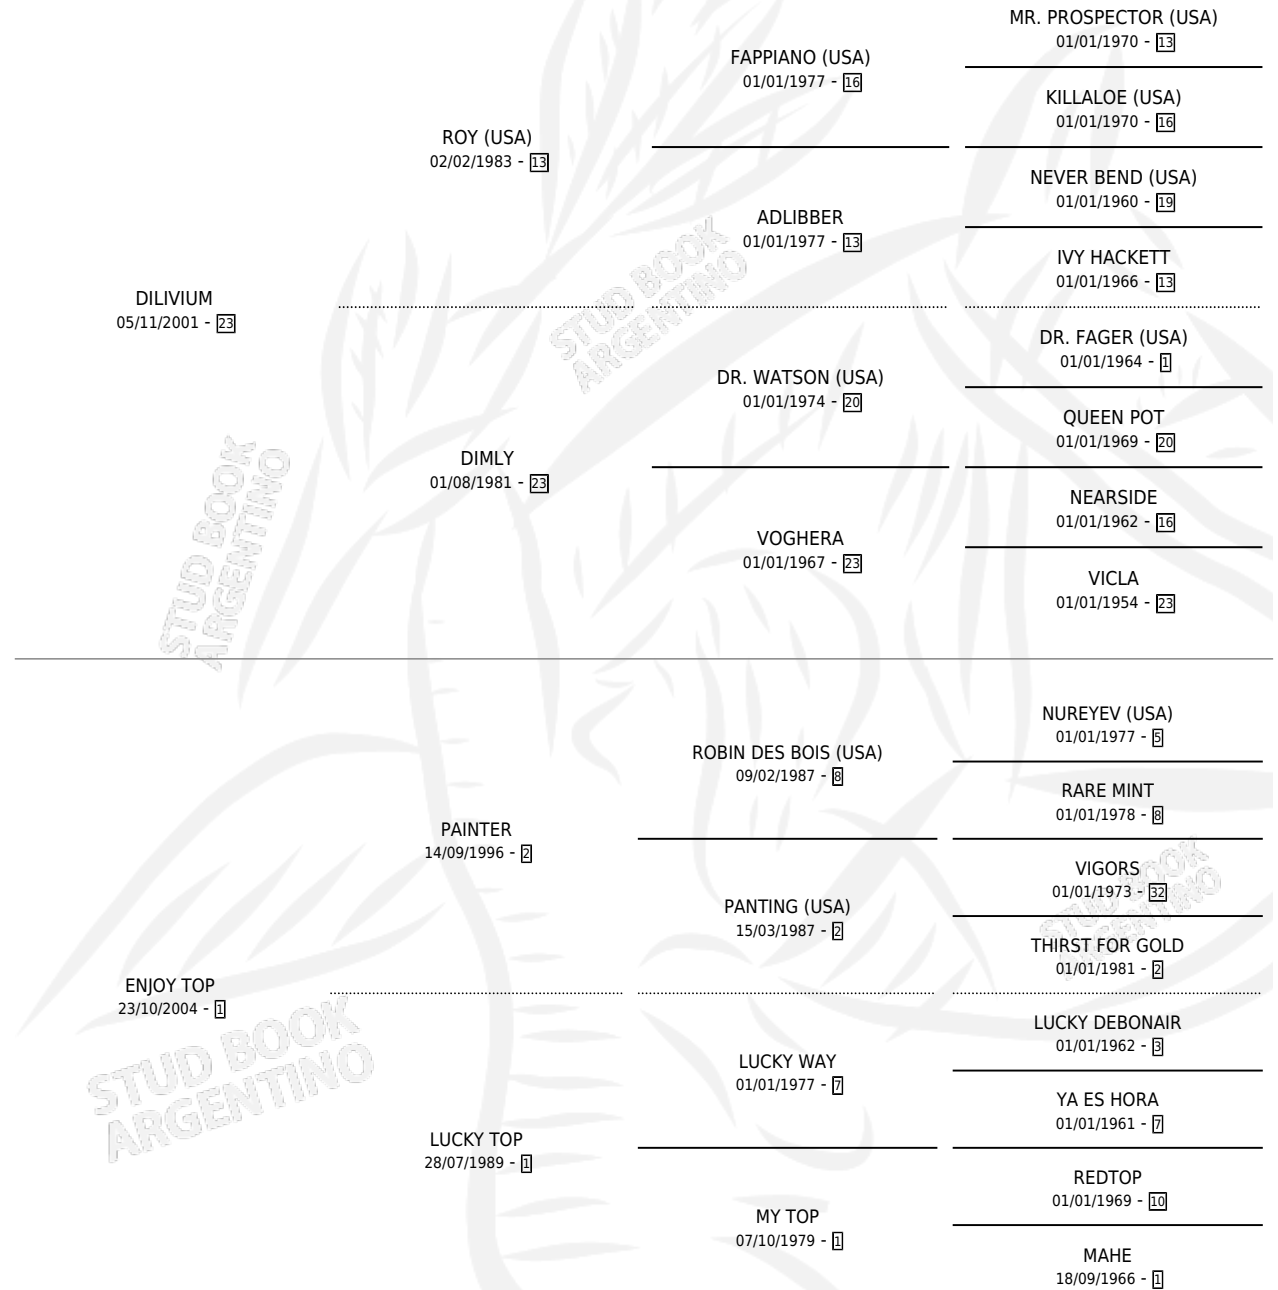 MR. PROSPECTOR (USA)
01/01/1970 - 13
FAPPIANO (USA)
01/01/1977 - 16
KILLALOE (USA)
01/01/1970 - 16
ROY (USA)
02/02/1983 - 13
NEVER BEND (USA)
01/01/1960 - 19
ADLIBBER
01/01/1977 - 13
IVY HACKETT
01/01/1966 - 13
DILIVIUM
05/11/2001 - 23
STUD BOOK
ARGENTINO
DR. FAGER (USA)
01/01/1964 - 1
DR. WATSON (USA)
01/01/1974 - 20
QUEEN POT
01/01/1969 - 20
DIMLY
01/08/1981 - 23
NEARSIDE
01/01/1962 - 16
VOGHERA
01/01/1967 - 23
VICLA
01/01/1954 - 23
STUD BOOK
ARGENTINO
NUREYEV (USA)
01/01/1977 - 5
ROBIN DES BOIS (USA)
09/02/1987 - 8
RARE MINT
01/01/1978 - 8
PAINTER
14/09/1996 - 2
VIGORS
01/01/1973 - 32
PANTING (USA)
15/03/1987 - 2
STUD BOOK
ARGENTINO
THIRST FOR GOLD
01/01/1981 - 2
ENJOY TOP
23/10/2004 - 1
LUCKY DEBONAIR
01/01/1962 - 3
LUCKY WAY
01/01/1977 - 7
YA ES HORA
01/01/1961 - 7
STUD BOOK
ARGENTINO
LUCKY TOP
28/07/1989 - 1
REDTOP
01/01/1969 - 10
MY TOP
07/10/1979 - 1
MAHE
18/09/1966 - 1